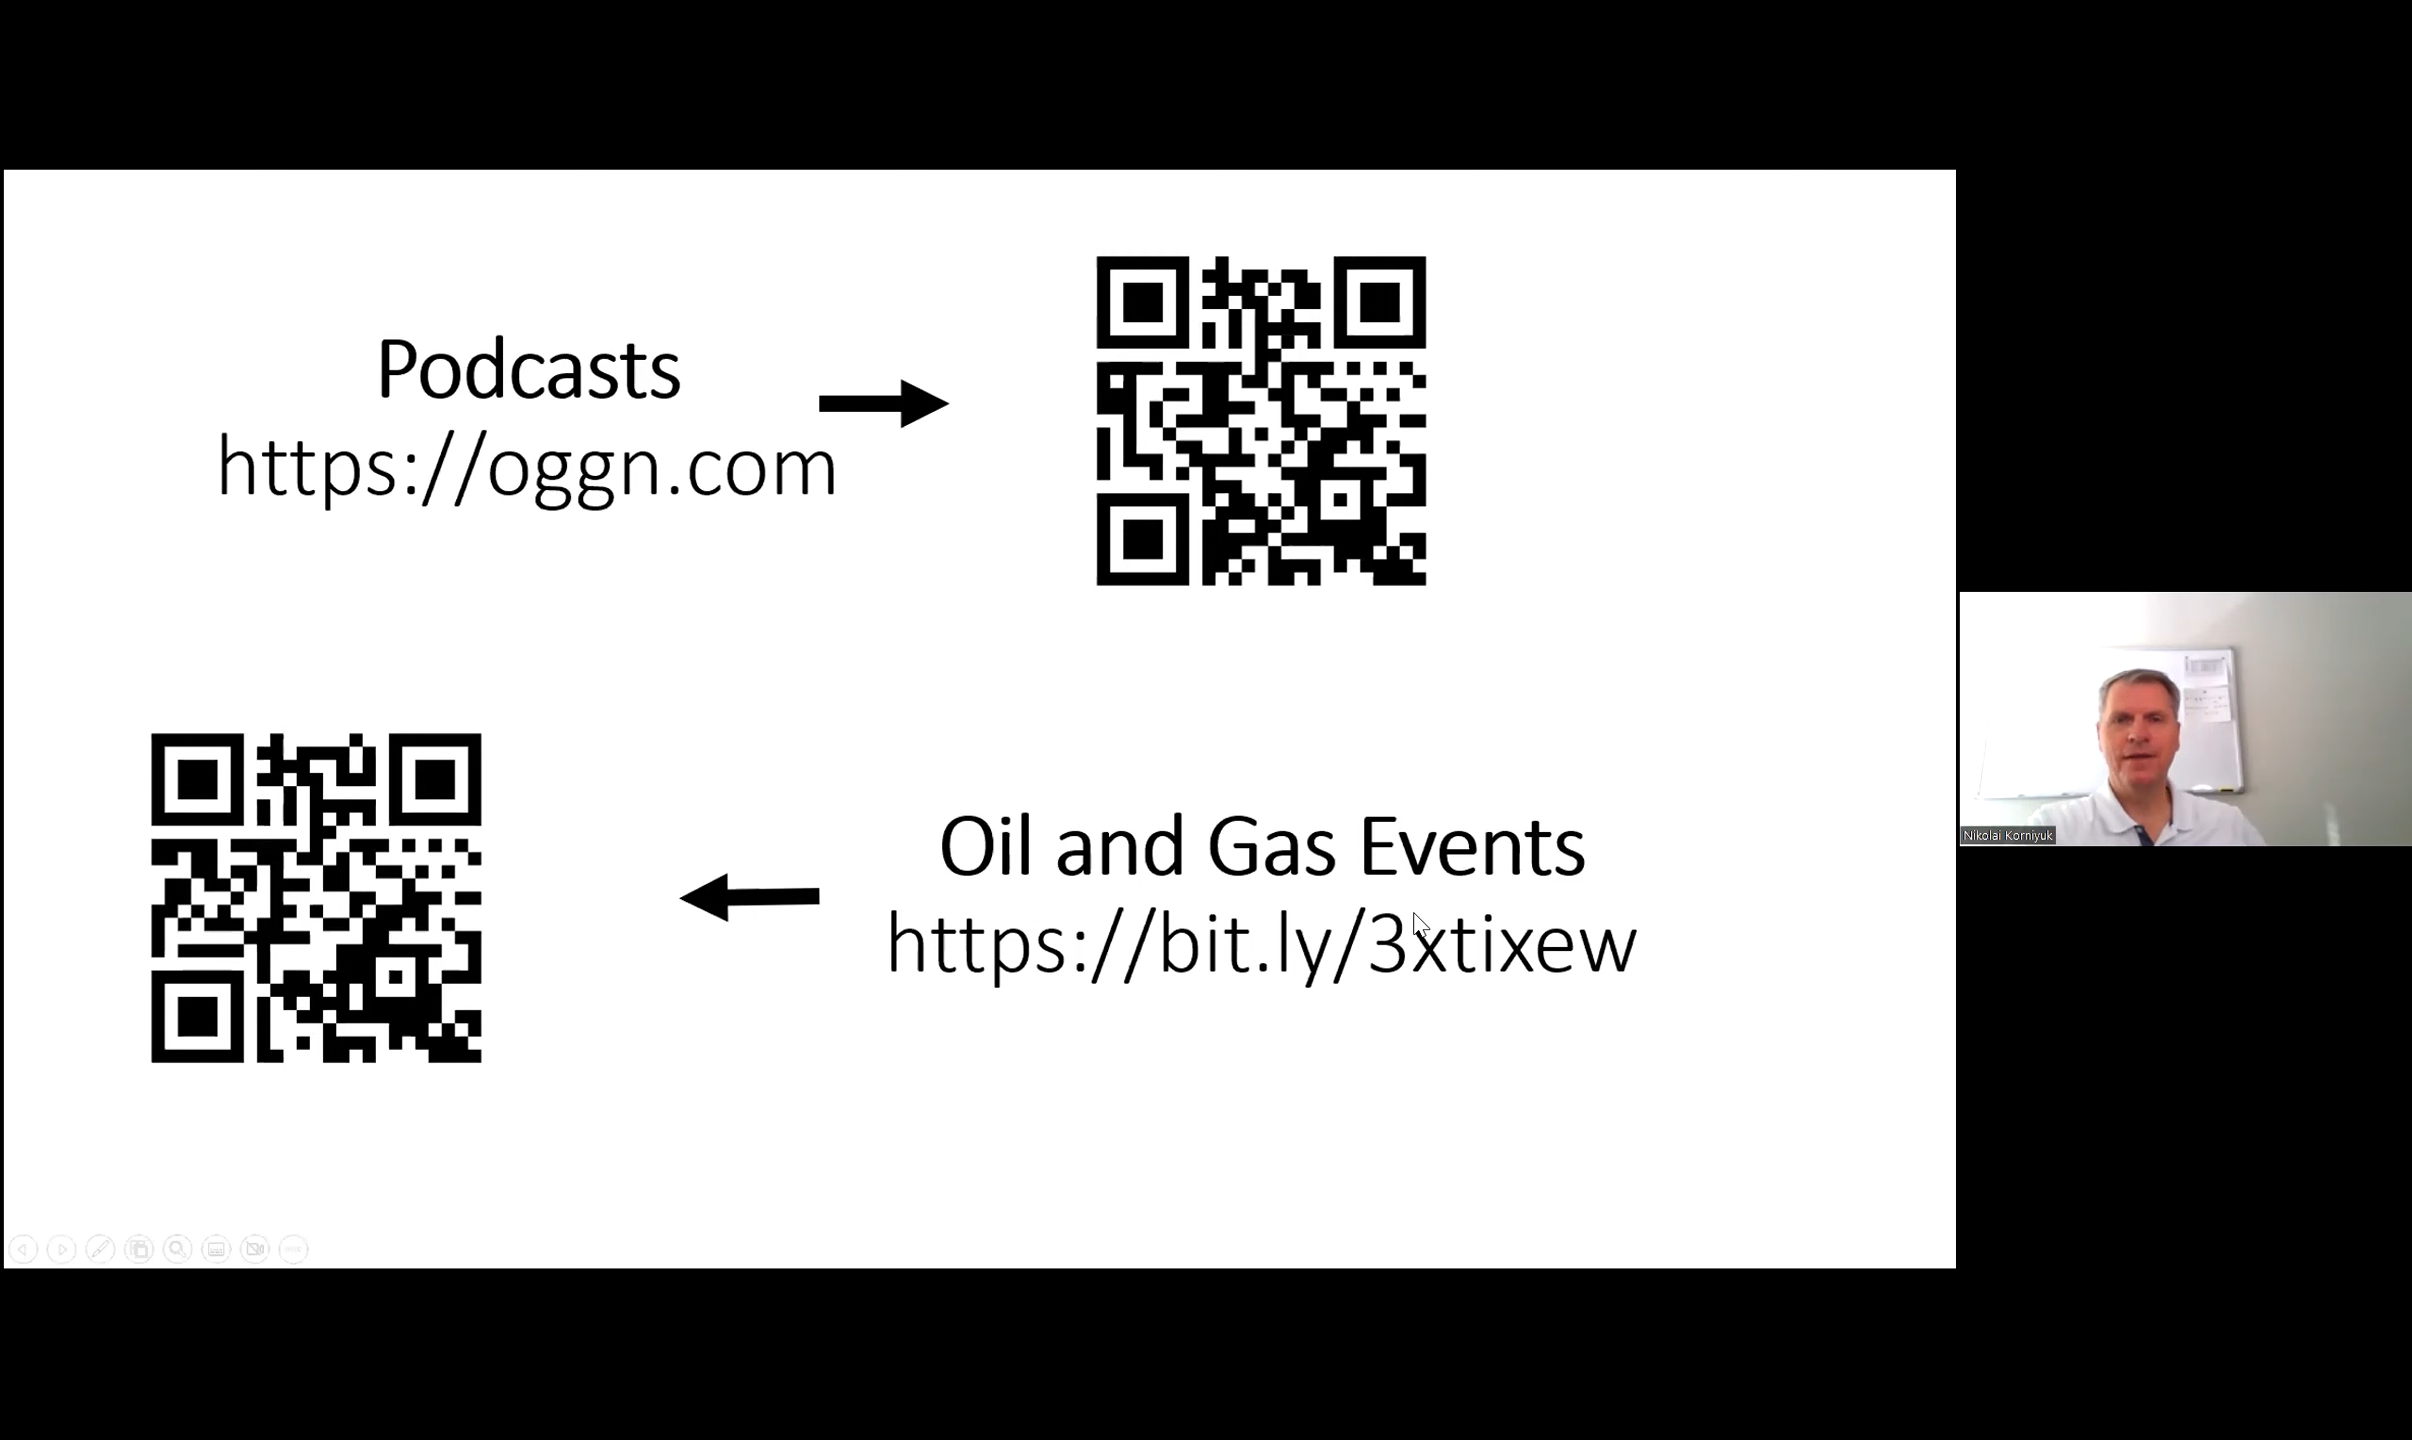 Podcasts
https://oggn.com
Oil and Gas Events
https://bit.ly/3xtixew
Nikolai Korniyuk